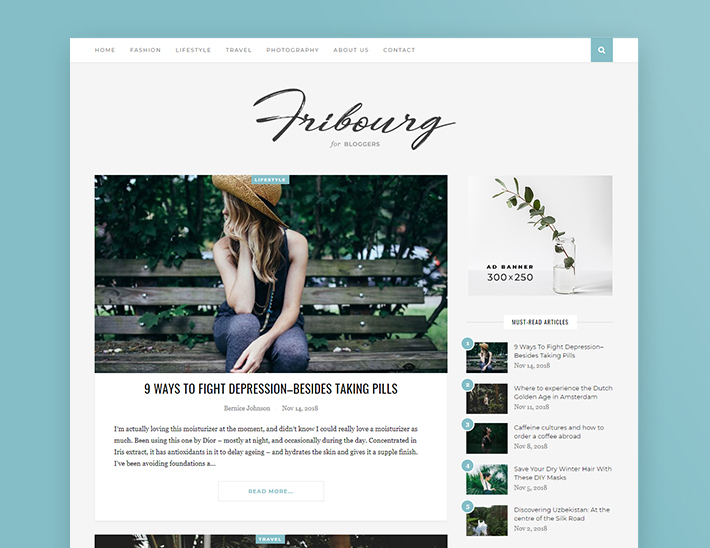 HOME FASHION LIFESTYLE TRAVEL PHOTOGRAPHY ABOUT US CONTACT
Fribourg
for BLOGGERS
LIFESTYLE
9 WAYS TO FIGHT DEPRESSION–BESIDES TAKING PILLS
Bernice Johnson Nov 14, 2018
I'm actually loving this moisturizer at the moment, and didn't know I could really love a moisturizer as
much. Been using this one by Dior – mostly at night, and occasionally during the day. Concentrated in
Iris extract, it has antioxidants in it to delay ageing – and hydrates the skin and gives it a supple finish.
I've been avoiding foundations a...
READ MORE...
TRAVEL
AD BANNER
300x250
MUST-READ ARTICLES
1
9 Ways To Fight Depression–
Besides Taking Pills
Nov 14, 2018
2
Where to experience the Dutch
Golden Age in Amsterdam
Nov 11, 2018
3
Caffeine cultures and how to
order a coffee abroad
Nov 8, 2018
4
Save Your Dry Winter Hair With
These DIY Masks
Nov 5, 2018
5
Discovering Uzbekistan: At the
centre of the Silk Road
Nov 2, 2018